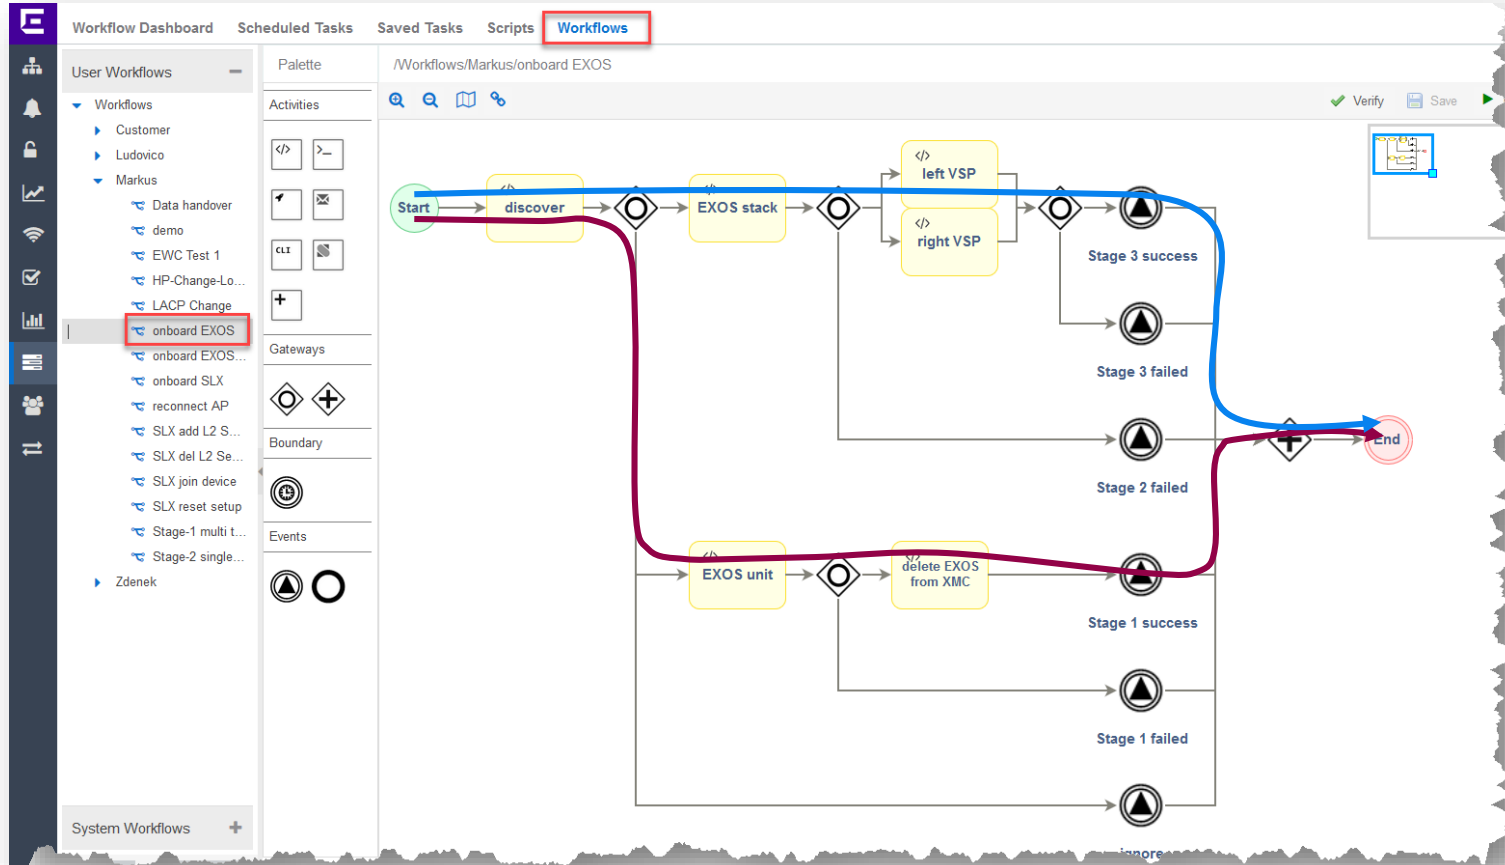 Workflow Dashboard
Scheduled Tasks
Saved Tasks
Scripts
Workflows
User Workflows
Workflows
Customer
Ludovico
Markus
Data handover
demo
EWC Test 1
HP-Change-Lo...
LACP Change
onboard EXOS
onboard EXOS...
onboard SLX
reconnect AP
SLX add L2 S...
SLX del L2 Se...
SLX join device
SLX reset setup
Stage-1 multi t...
Stage-2 single...
Zdenek
System Workflows
Palette
Activities
CLI
Gateways
Boundary
Events
/Workflows/Markus/onboard EXOS
Verify
Save
Start
discover
EXOS stack
left VSP
right VSP
Stage 3 success
Stage 3 failed
Stage 2 failed
End
EXOS unit
delete EXOS
from XMC
Stage 1 success
Stage 1 failed
ignore